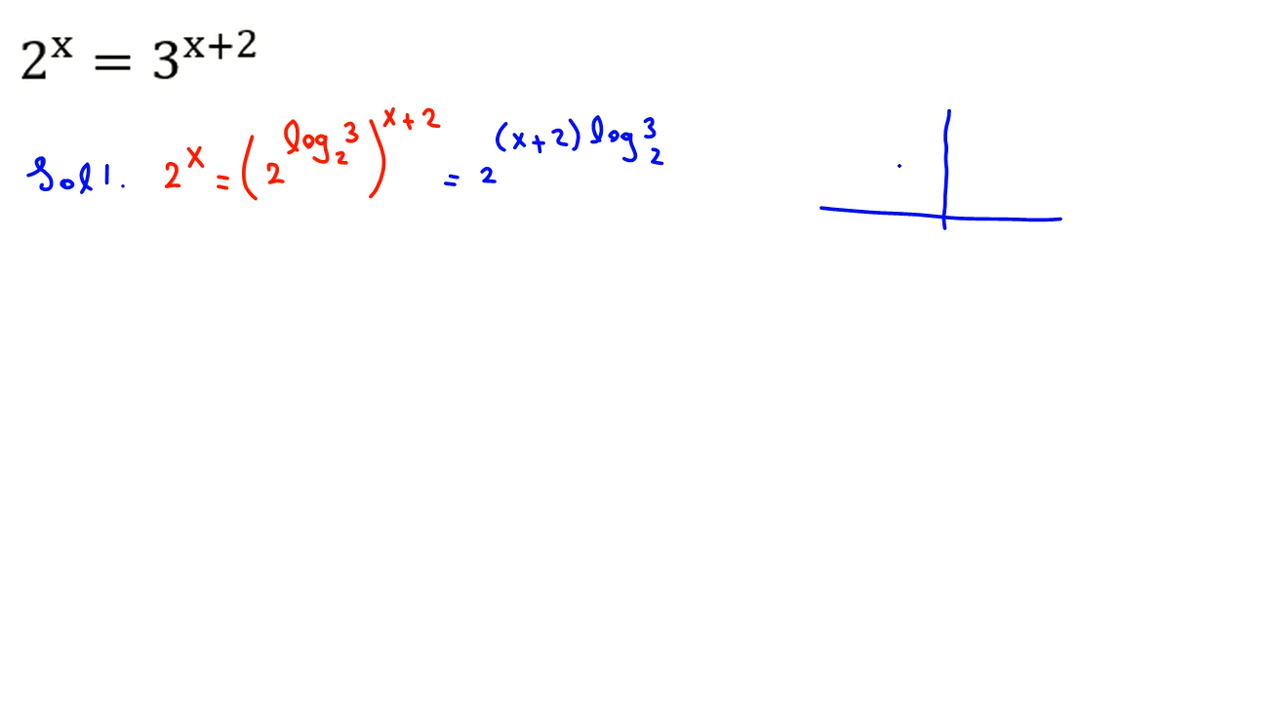 2^x = 3^{x+2}
Sol 1. 2^x = (2^{log_2 3})^{x+2} = 2^{(x+2) log_2 3}